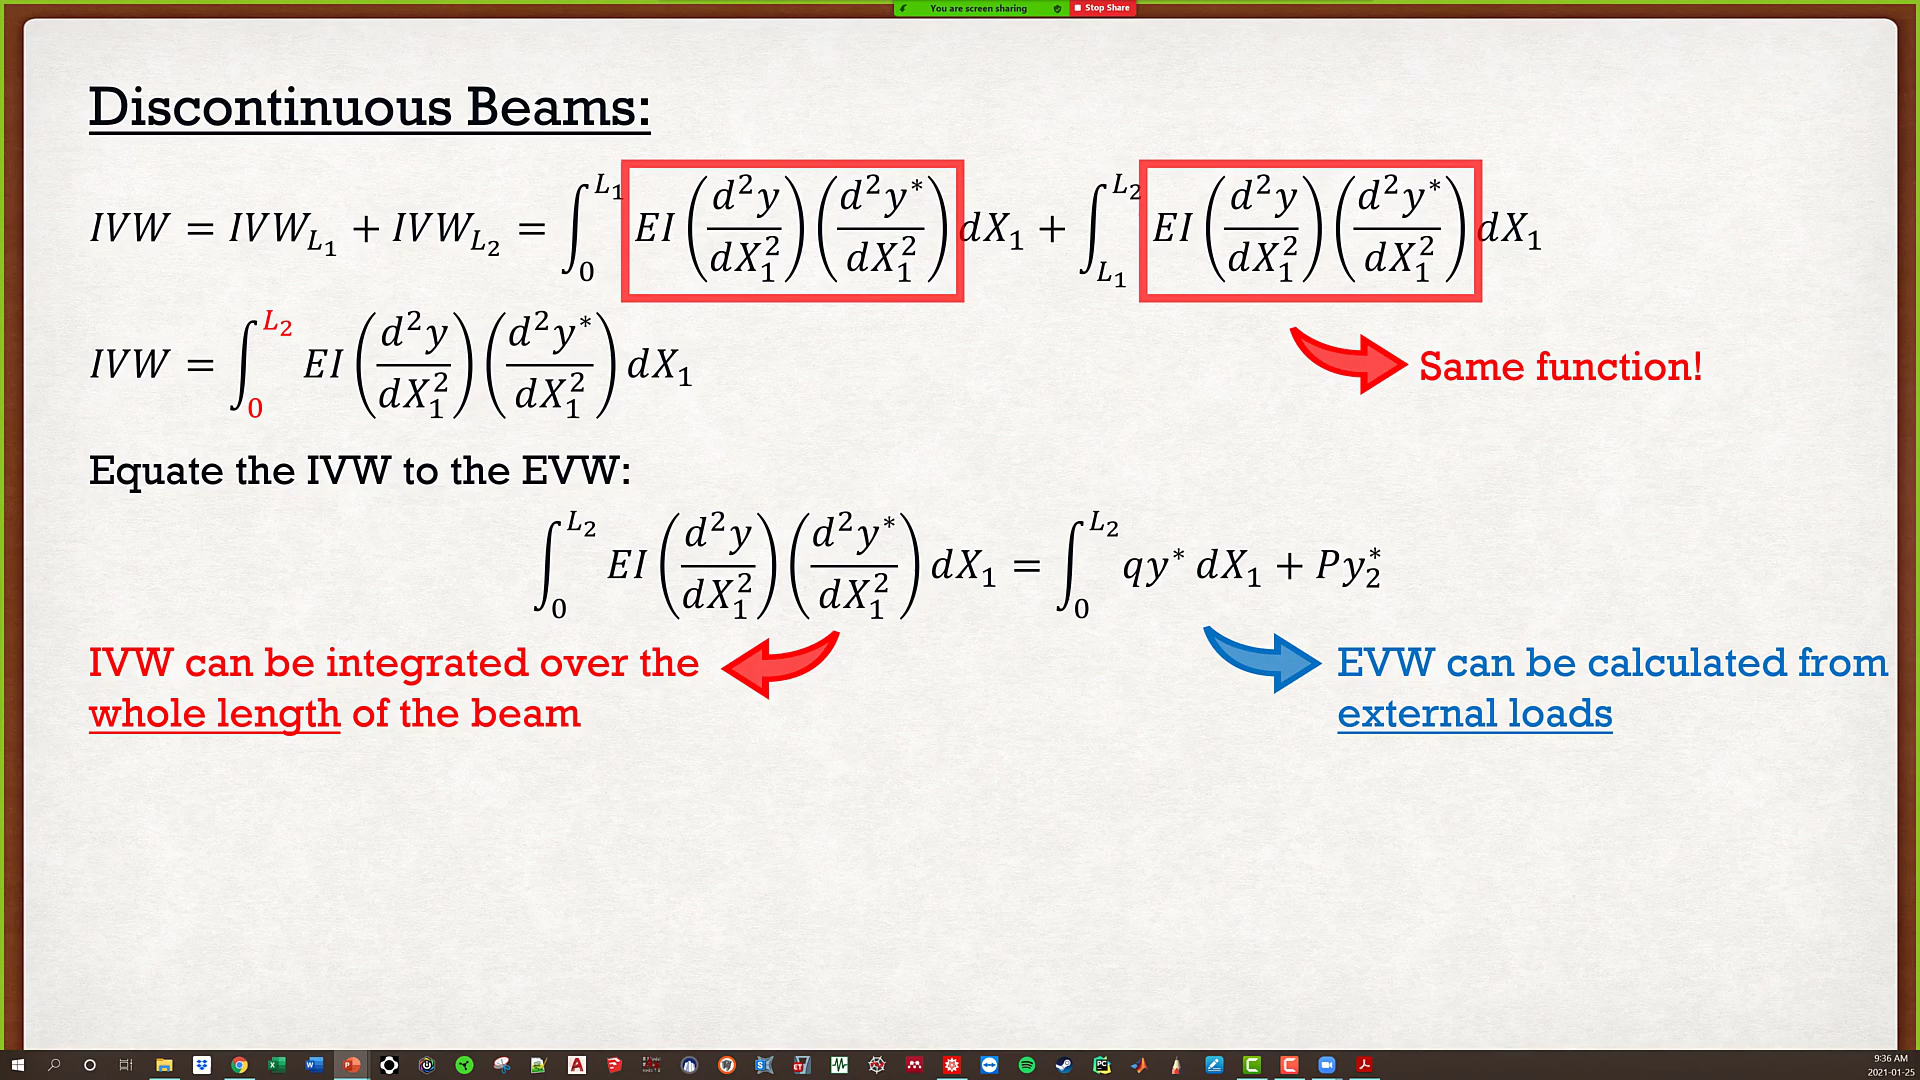 You are screen sharing Stop Share
Discontinuous Beams:
IVW = IVW_{L_1} + IVW_{L_2} = ∫_0^{L_1} EI (d²y/dX_1²) (d²y*/dX_1²) dX_1 + ∫_{L_1}^{L_2} EI (d²y/dX_1²) (d²y*/dX_1²) dX_1
IVW = ∫_0^{L_2} EI (d²y/dX_1²) (d²y*/dX_1²) dX_1
Same function!
Equate the IVW to the EVW:
∫_0^{L_2} EI (d²y/dX_1²) (d²y*/dX_1²) dX_1 = ∫_0^{L_2} qy* dX_1 + Py_2*
IVW can be integrated over the
whole length of the beam
EVW can be calculated from
external loads
9:36 AM
2021-01-25